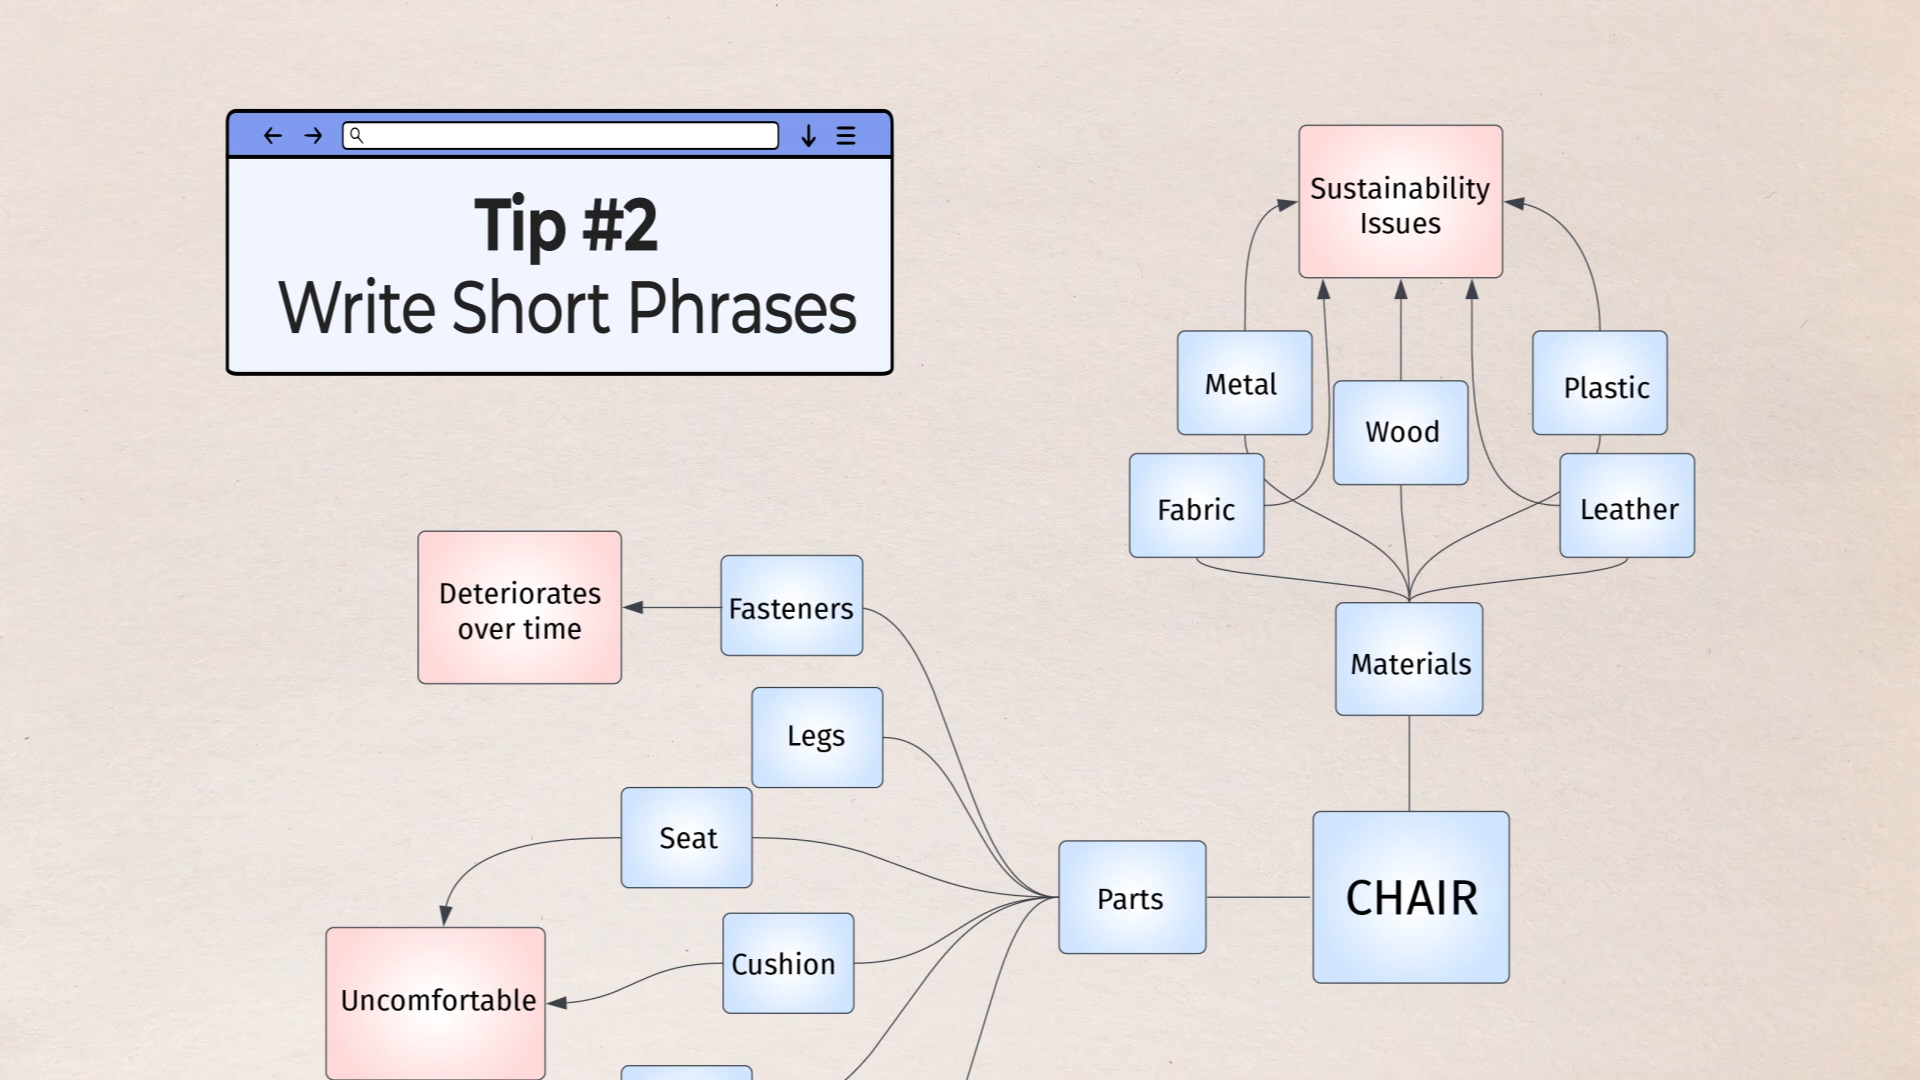 Tip #2
Write Short Phrases
Sustainability
Issues
Metal
Plastic
Wood
Fabric
Leather
Materials
Deteriorates
over time
Fasteners
Legs
Seat
Cushion
Uncomfortable
Parts
CHAIR